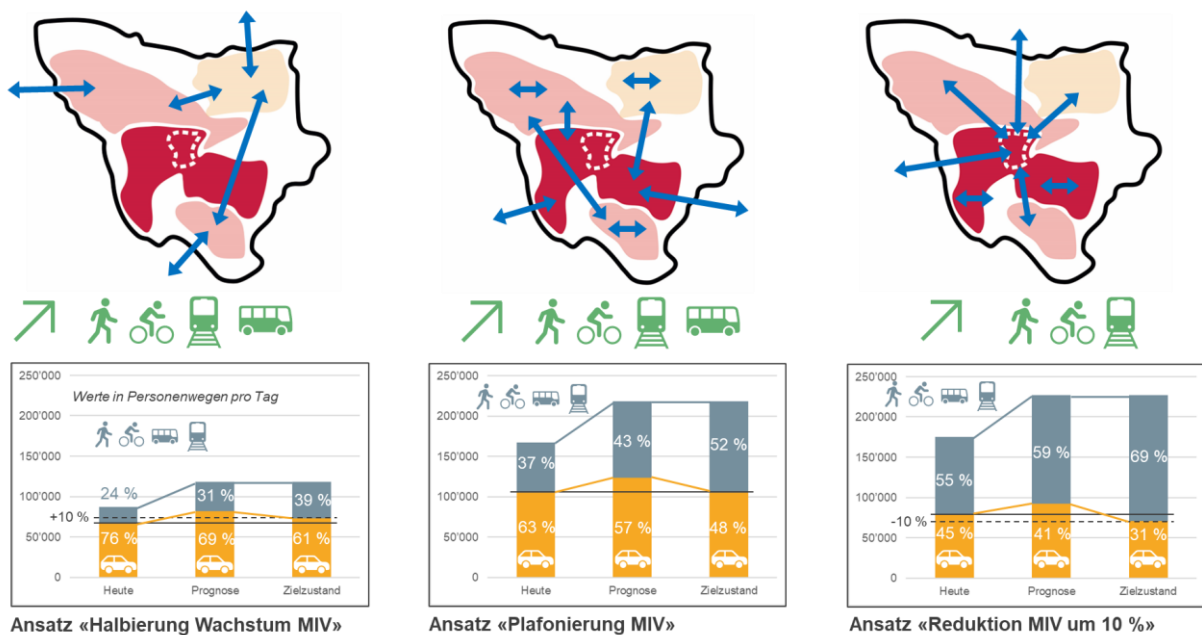 250'000
Werte in Personenwegen pro Tag
200'000
150'000
24 %
31 %
39 %
100'000
+10 %
76 %
69 %
61 %
50'000
0
Heute
Prognose
Zielzustand
Ansatz «Halbierung Wachstum MIV»
250'000
200'000
43 %
52 %
150'000
37 %
100'000
63 %
57 %
48 %
50'000
0
Heute
Prognose
Zielzustand
Ansatz «Plafonierung MIV»
250'000
200'000
59 %
69 %
150'000
55 %
100'000
-10 %
45 %
41 %
31 %
50'000
0
Heute
Prognose
Zielzustand
Ansatz «Reduktion MIV um 10 %»